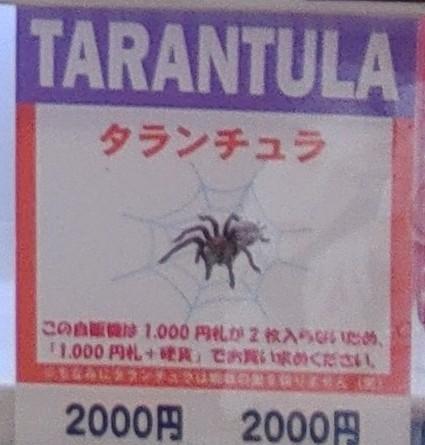 TARANTULA
タランチュラ
この自販機は1.000円札が2枚入らないため、
「1.000円札+硬貨」でお買い求めください。
2000円 2000円